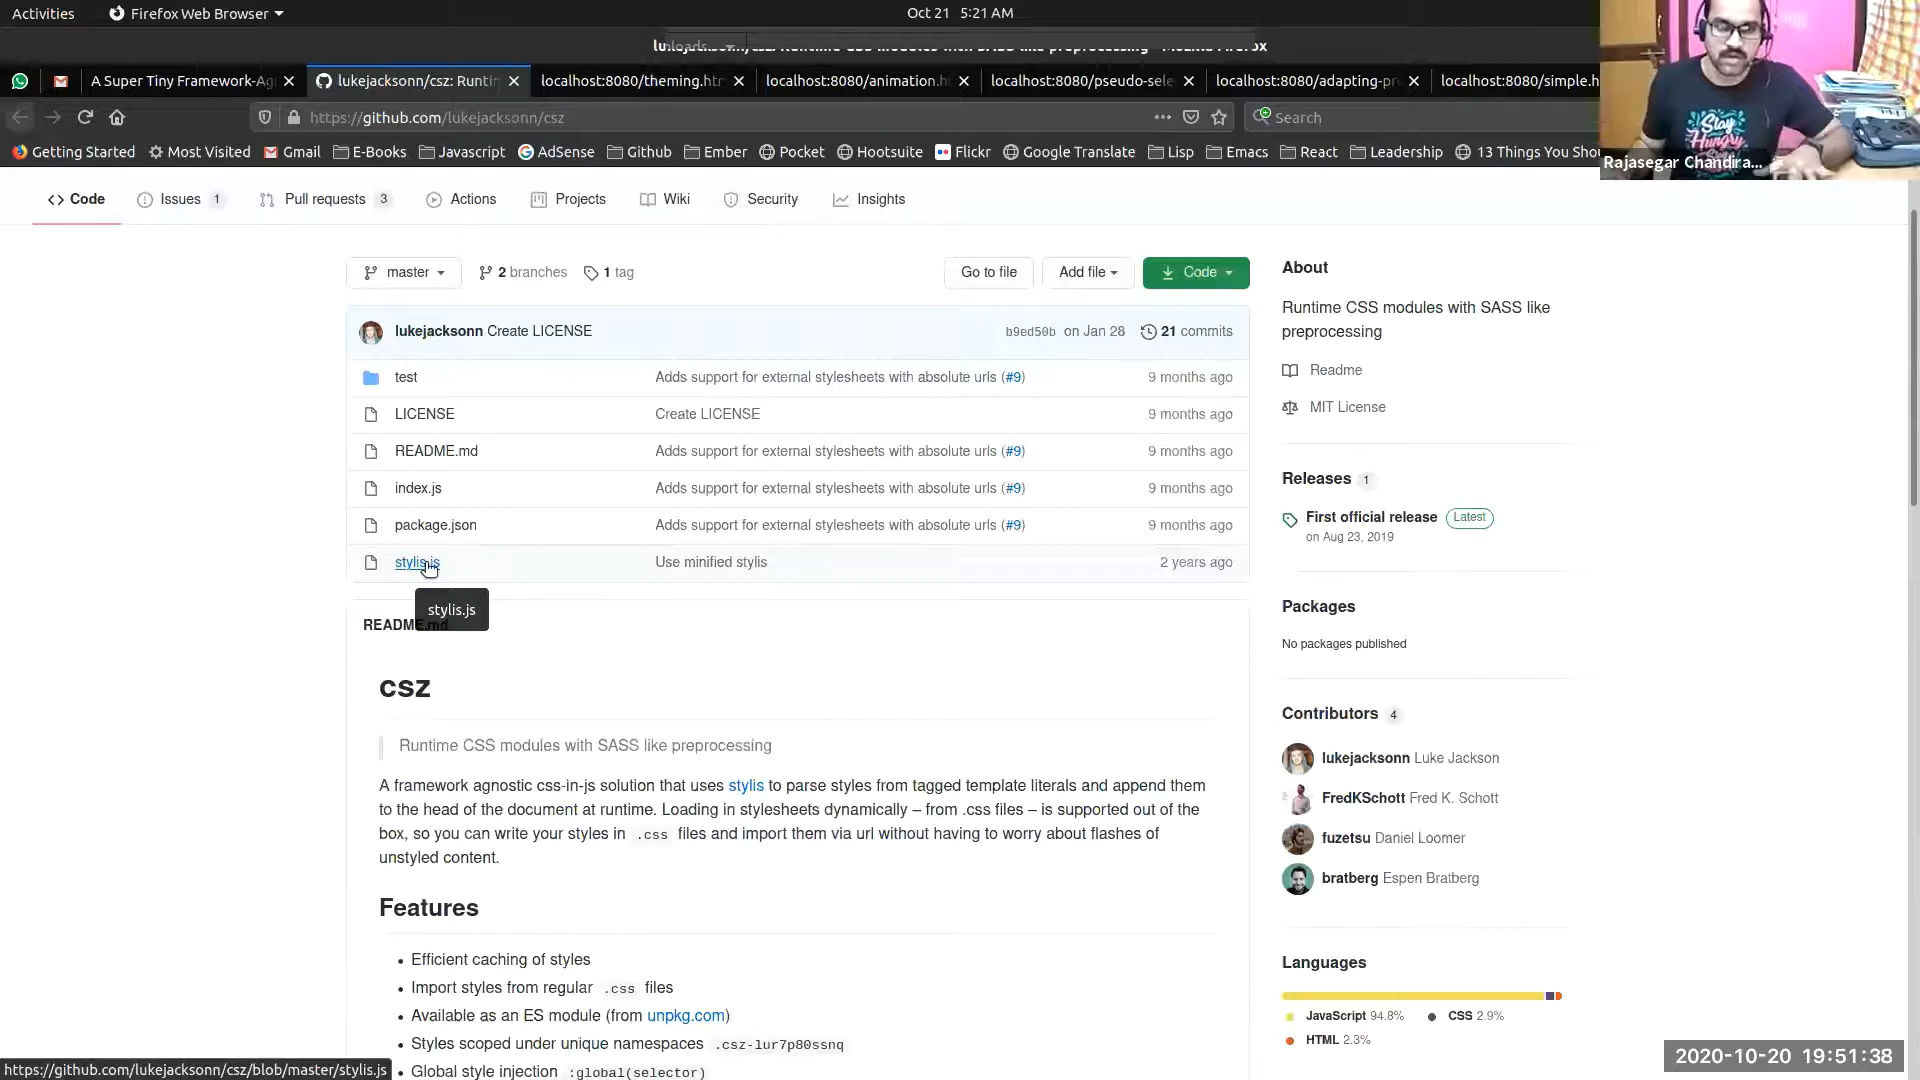 Activities
Firefox Web Browser
Oct 21 5:21 AM
A Super Tiny Framework-Ag
lukejacksonn/csz: Runtin
localhost:8080/theming.htm
localhost:8080/animation.h
localhost:8080/pseudo-sele
localhost:8080/adapting-pr
localhost:8080/simple.h
https://github.com/lukejacksonn/csz
Search
Getting Started
Most Visited
Gmail
E-Books
Javascript
AdSense
Github
Ember
Pocket
Hootsuite
Flickr
Google Translate
Lisp
Emacs
React
Leadership
13 Things You Shou
Stay
Hungry
Rajasegar Chandira...
Code
Issues 1
Pull requests 3
Actions
Projects
Wiki
Security
Insights
master
2 branches
1 tag
Go to file
Add file
Code
lukejacksonn Create LICENSE
b9ed50b on Jan 28
21 commits
test
Adds support for external stylesheets with absolute urls (#9)
9 months ago
LICENSE
Create LICENSE
9 months ago
README.md
Adds support for external stylesheets with absolute urls (#9)
9 months ago
index.js
Adds support for external stylesheets with absolute urls (#9)
9 months ago
package.json
Adds support for external stylesheets with absolute urls (#9)
9 months ago
stylis.js
Use minified stylis
2 years ago
stylis.js
README.md
csz
Runtime CSS modules with SASS like preprocessing
A framework agnostic css-in-js solution that uses stylis to parse styles from tagged template literals and append them
to the head of the document at runtime. Loading in stylesheets dynamically – from .css files – is supported out of the
box, so you can write your styles in .css files and import them via url without having to worry about flashes of
unstyled content.
Features
• Efficient caching of styles
• Import styles from regular .css files
• Available as an ES module (from unpkg.com)
• Styles scoped under unique namespaces .csz-lur7p80ssnq
• Global style injection :global(selector)
About
Runtime CSS modules with SASS like
preprocessing
Readme
MIT License
Releases 1
First official release Latest
on Aug 23, 2019
Packages
No packages published
Contributors 4
lukejacksonn Luke Jackson
FredKSchott Fred K. Schott
fuzetsu Daniel Loomer
bratberg Espen Bratberg
Languages
JavaScript 94.8%
CSS 2.9%
HTML 2.3%
https://github.com/lukejacksonn/csz/blob/master/stylis.js
2020-10-20 19:51:38